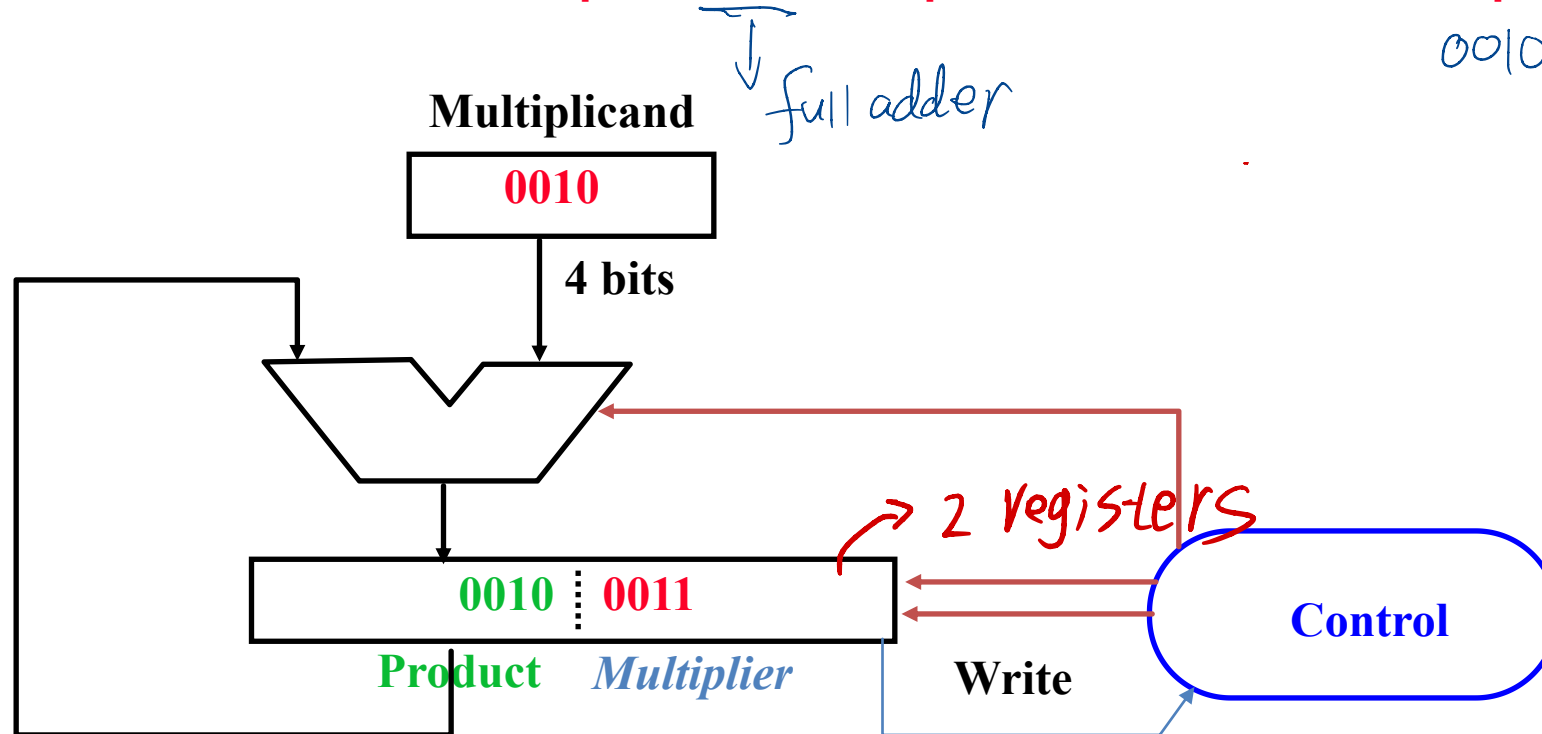 0010
full adder
Multiplicand
0010
4 bits
2 registers
0010 0011
Control
Product Multiplier
Write